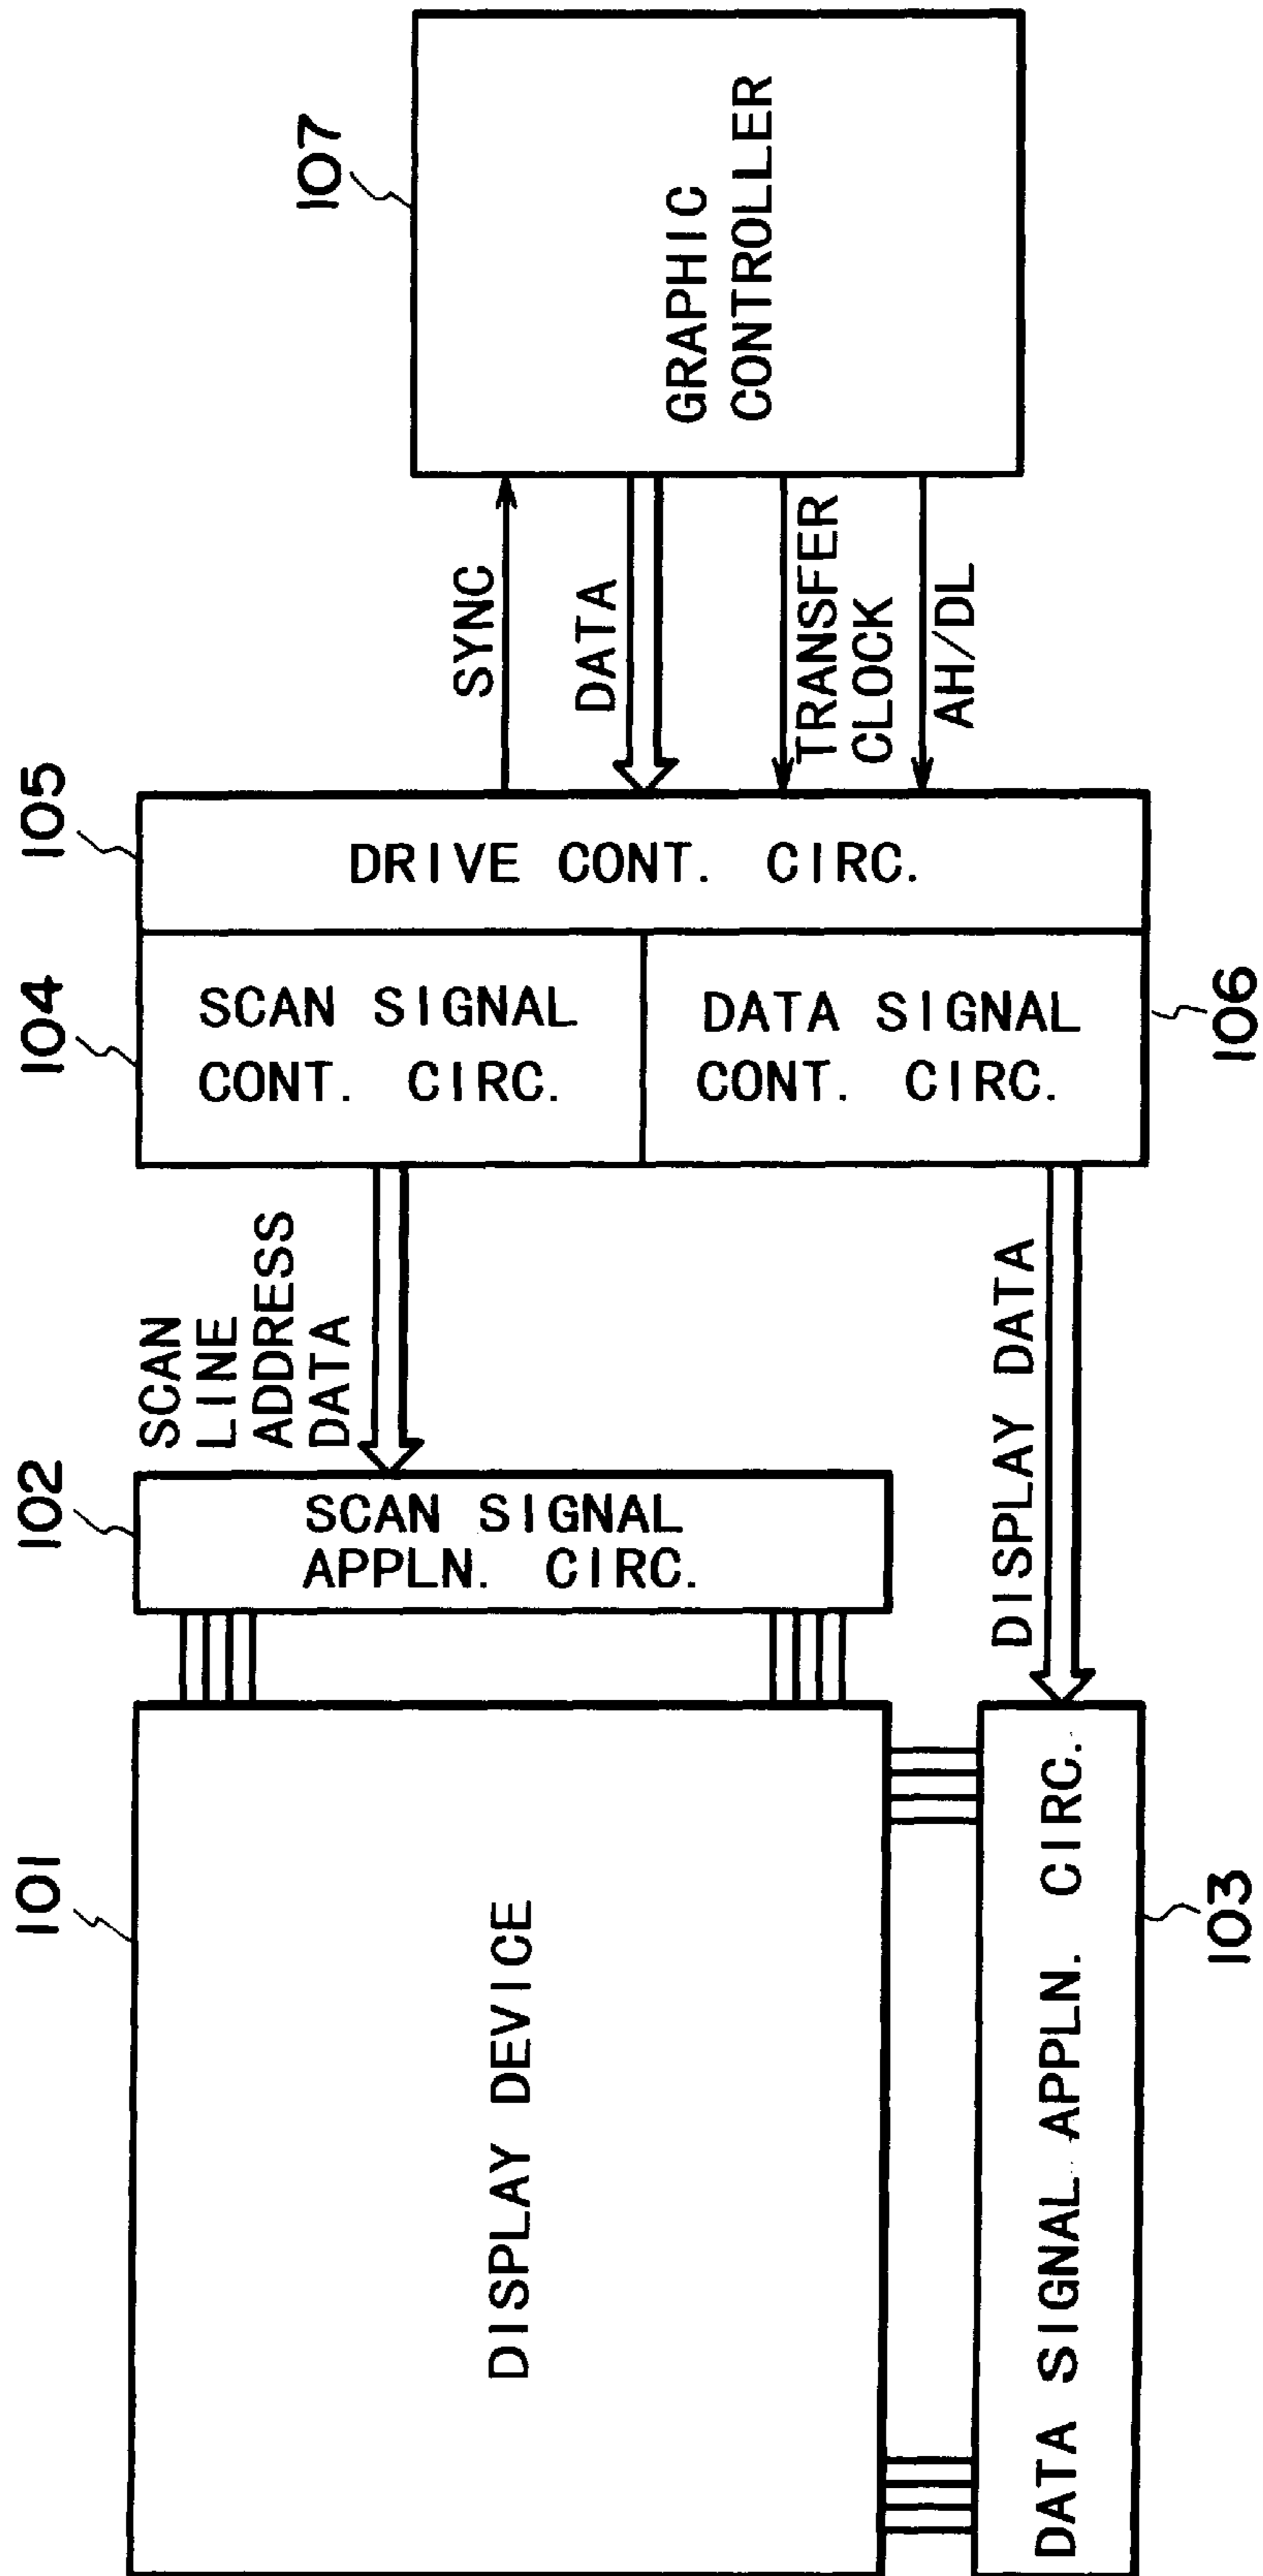 107
GRAPHIC
CONTROLLER
SYNC
DATA
TRANSFER
CLOCK
AH/DL
105
DRIVE CONT. CIRC.
104
SCAN SIGNAL
CONT. CIRC.
DATA SIGNAL
CONT. CIRC.
106
SCAN
LINE
ADDRESS
DATA
102
SCAN SIGNAL
APPLN. CIRC.
DISPLAY DATA
101
DISPLAY DEVICE
DATA SIGNAL APPLN. CIRC.
103